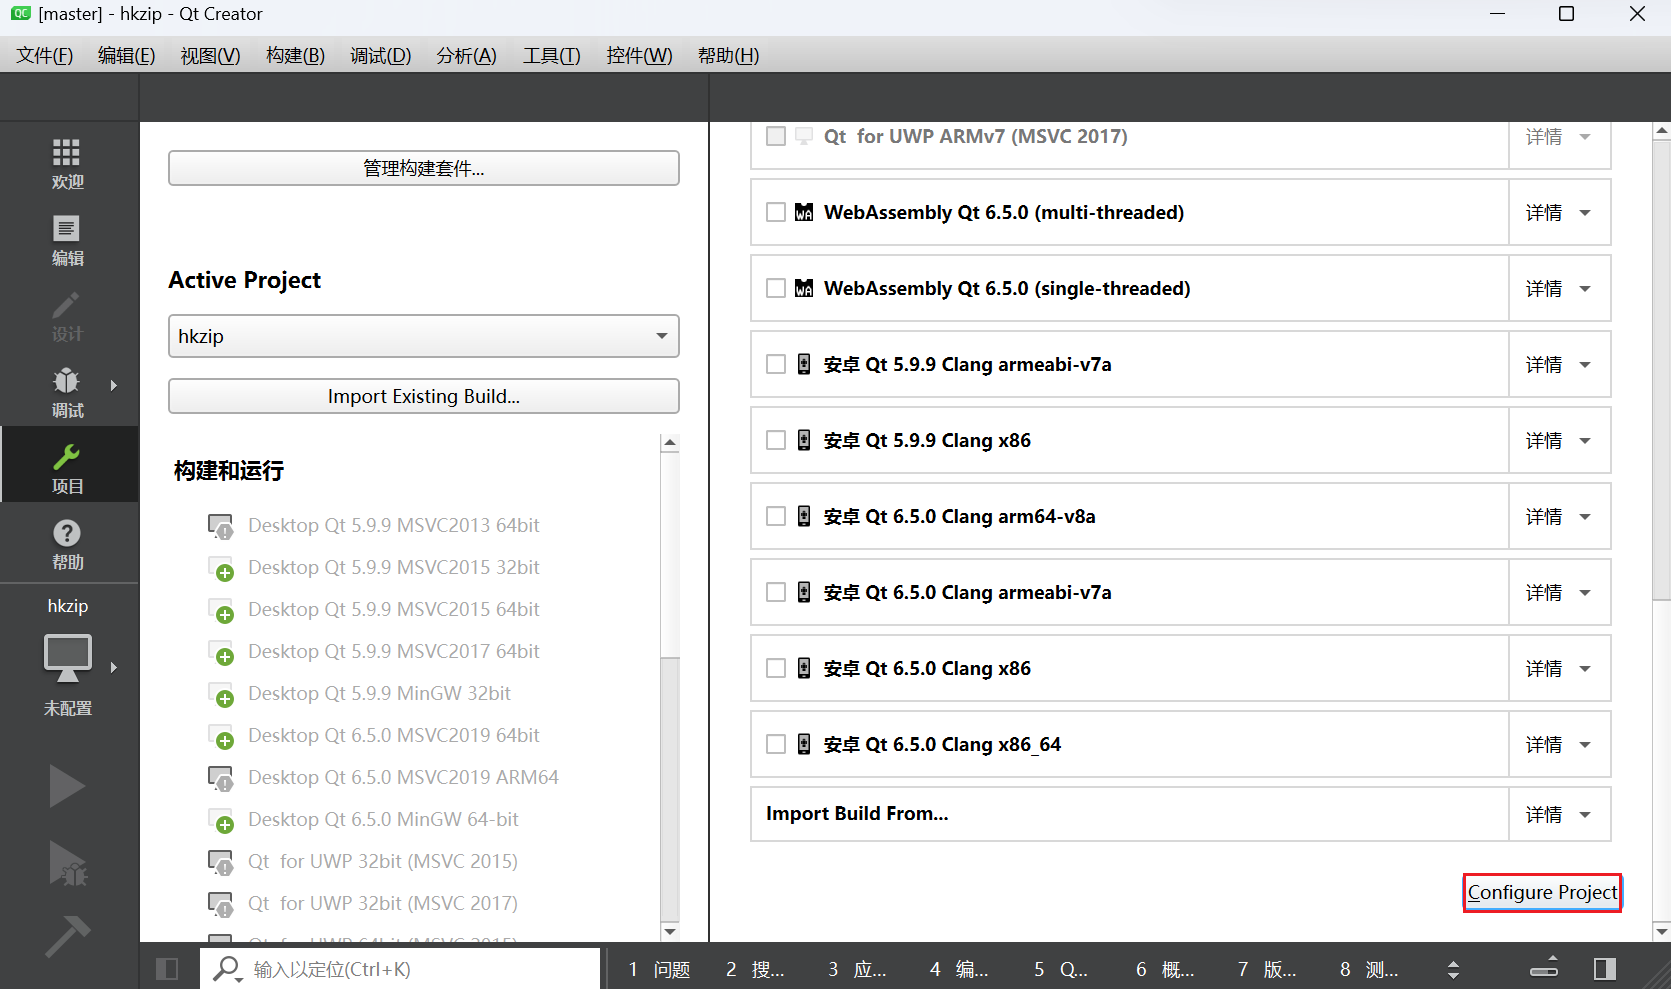 [master] - hkzip - Qt Creator
文件(F) 编辑(E) 视图(V) 构建(B) 调试(D) 分析(A) 工具(T) 控件(W) 帮助(H)
欢迎
编辑
设计
调试
项目
帮助
hkzip
未配置
管理构建套件...
Active Project
hkzip
Import Existing Build...
构建和运行
Desktop Qt 5.9.9 MSVC2013 64bit
Desktop Qt 5.9.9 MSVC2015 32bit
Desktop Qt 5.9.9 MSVC2015 64bit
Desktop Qt 5.9.9 MSVC2017 64bit
Desktop Qt 5.9.9 MinGW 32bit
Desktop Qt 6.5.0 MSVC2019 64bit
Desktop Qt 6.5.0 MSVC2019 ARM64
Desktop Qt 6.5.0 MinGW 64-bit
Qt for UWP 32bit (MSVC 2015)
Qt for UWP 32bit (MSVC 2017)
Qt for UWP 64bit (MSVC 2015)
Qt for UWP ARMv7 (MSVC 2017) 详情
WebAssembly Qt 6.5.0 (multi-threaded) 详情
WebAssembly Qt 6.5.0 (single-threaded) 详情
安卓 Qt 5.9.9 Clang armeabi-v7a 详情
安卓 Qt 5.9.9 Clang x86 详情
安卓 Qt 6.5.0 Clang arm64-v8a 详情
安卓 Qt 6.5.0 Clang armeabi-v7a 详情
安卓 Qt 6.5.0 Clang x86 详情
安卓 Qt 6.5.0 Clang x86_64 详情
Import Build From... 详情
Configure Project
输入以定位(Ctrl+K) 1 问题 2 搜... 3 应... 4 编... 5 Q... 6 概... 7 版... 8 测...